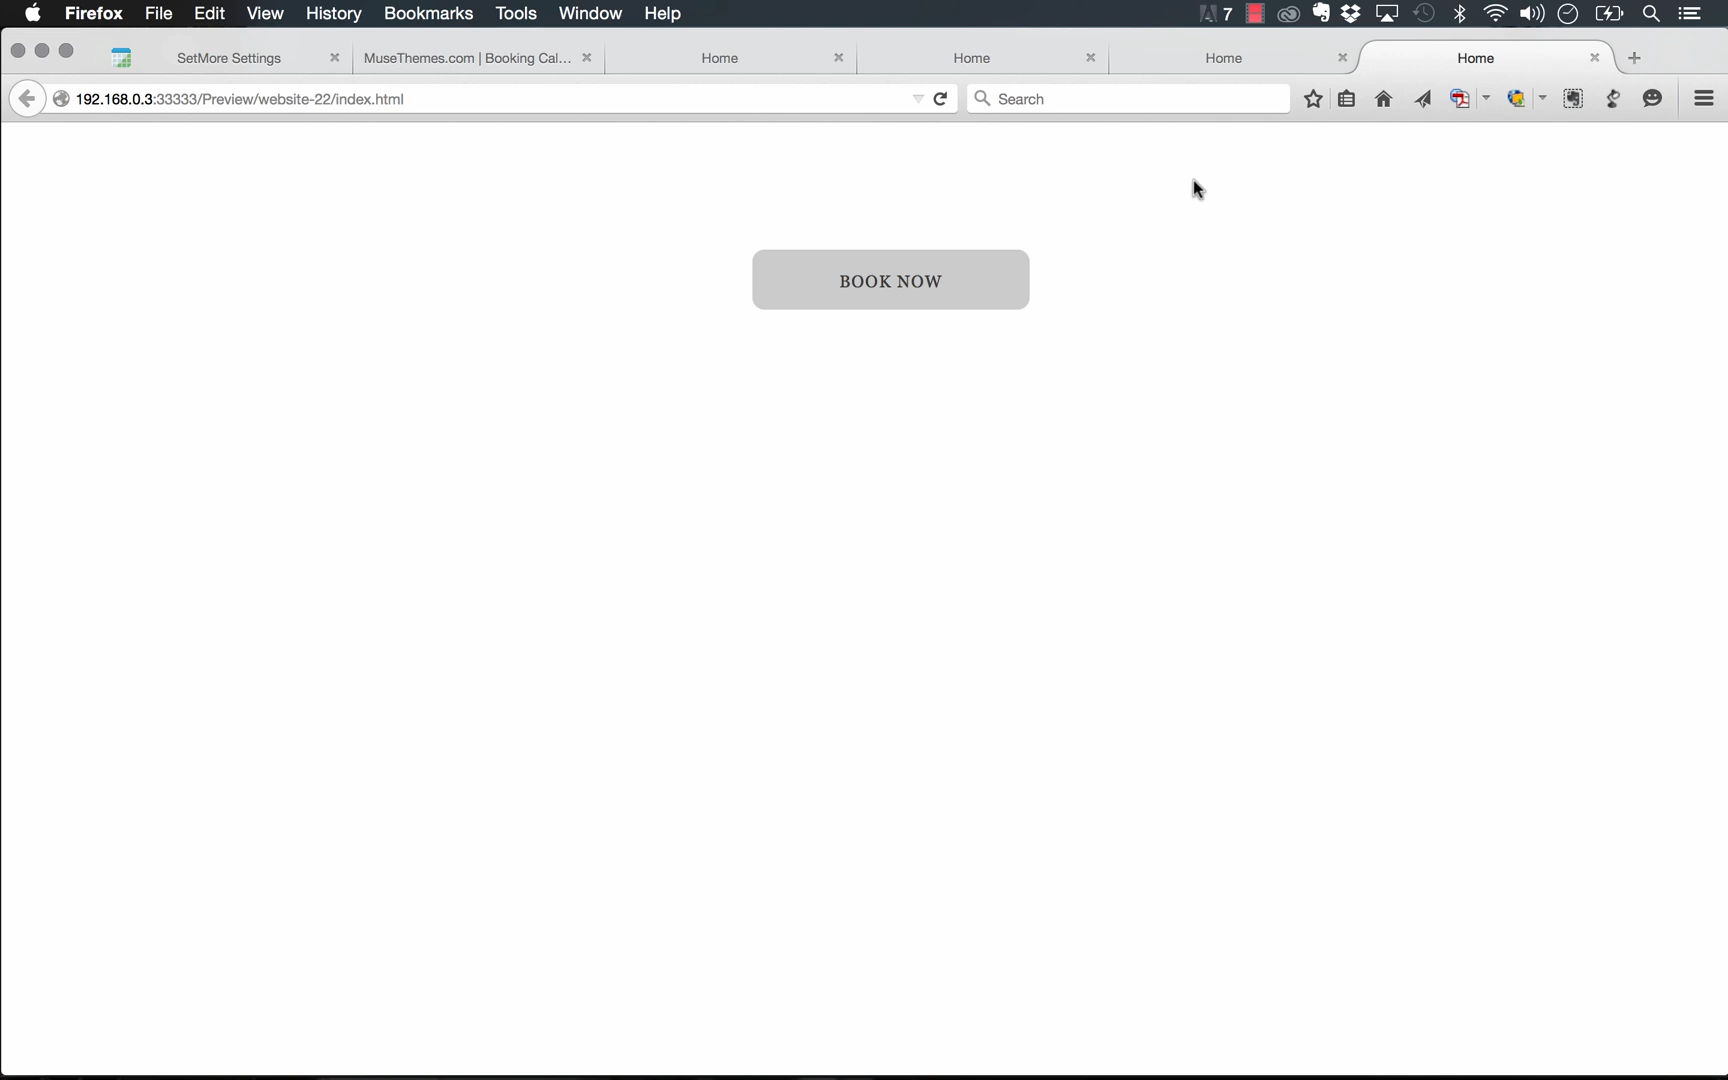 Firefox File Edit View History Bookmarks Tools Window Help 7
SetMore Settings MuseThemes.com | Booking Cal... Home Home Home Home
192.168.0.3:33333/Preview/website-22/index.html Search
BOOK NOW